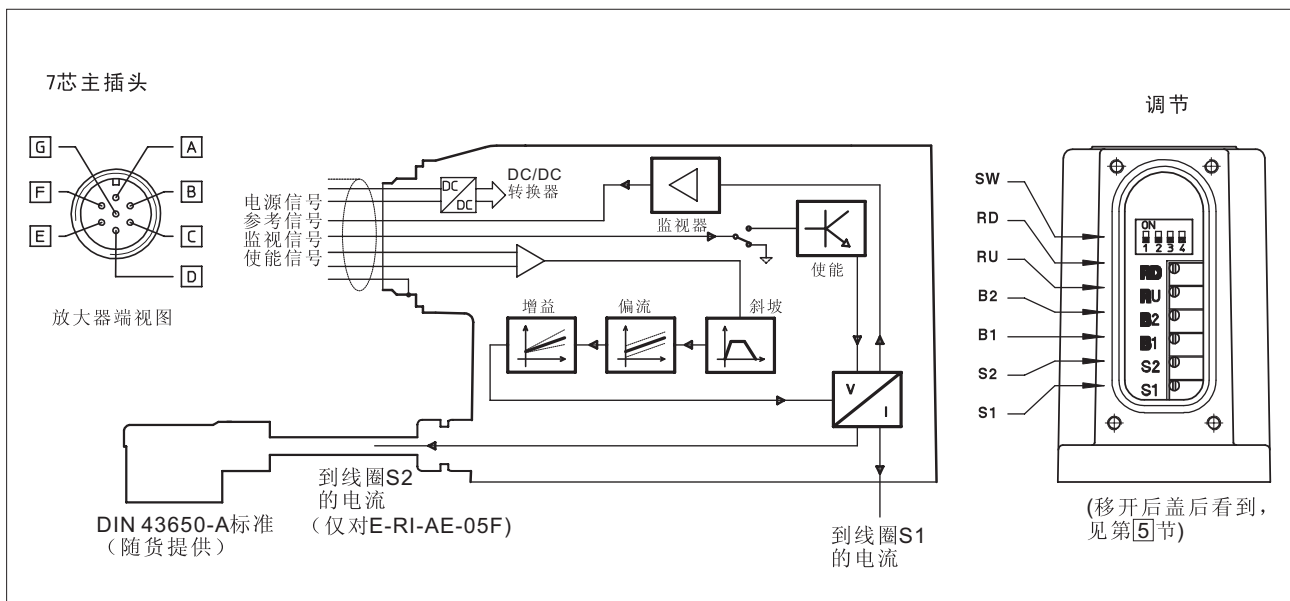 7芯主插头
G
A
F
B
E
C
D
放大器端视图
电源信号
参考信号
监视信号
使能信号
DC
DC
DC/DC
转换器
监视器
使能
增益
偏流
斜坡
V
I
到线圈S2
的电流
(仅对E-RI-AE-05F)
DIN 43650-A标准
(随货提供)
到线圈S1
的电流
调节
SW
RD
RU
B2
B1
S2
S1
ON
1 2 3 4
RD
RU
B2
B1
S2
S1
(移开后盖后看到,
见第5节)